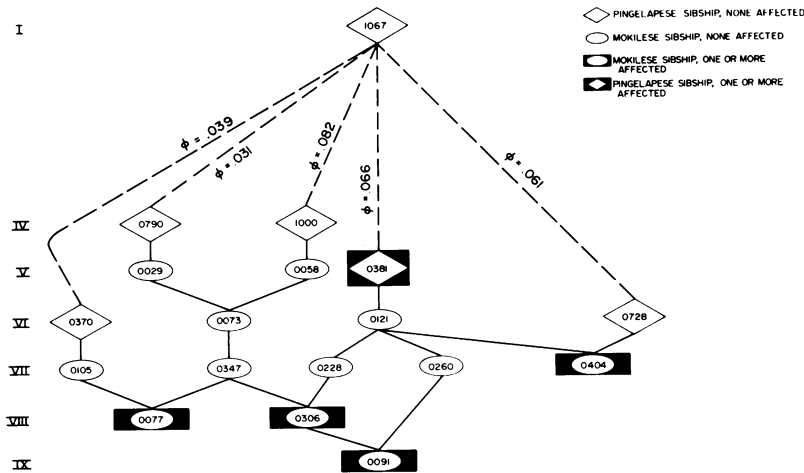 I
1067
PINGELAPESE SIBSHIP, NONE AFFECTED
MOKILESE SIBSHIP, NONE AFFECTED
MOKILESE SIBSHIP, ONE OR MORE
AFFECTED
PINGELAPESE SIBSHIP, ONE OR MORE
AFFECTED
ϕ = .039
ϕ = .031
ϕ = .082
ϕ = .066
ϕ = .061
IV
0790
1000
V
0029
0058
0381
VI
0370
0073
0121
0728
VII
0105
0347
0228
0260
0404
VIII
0077
0306
IX
0091